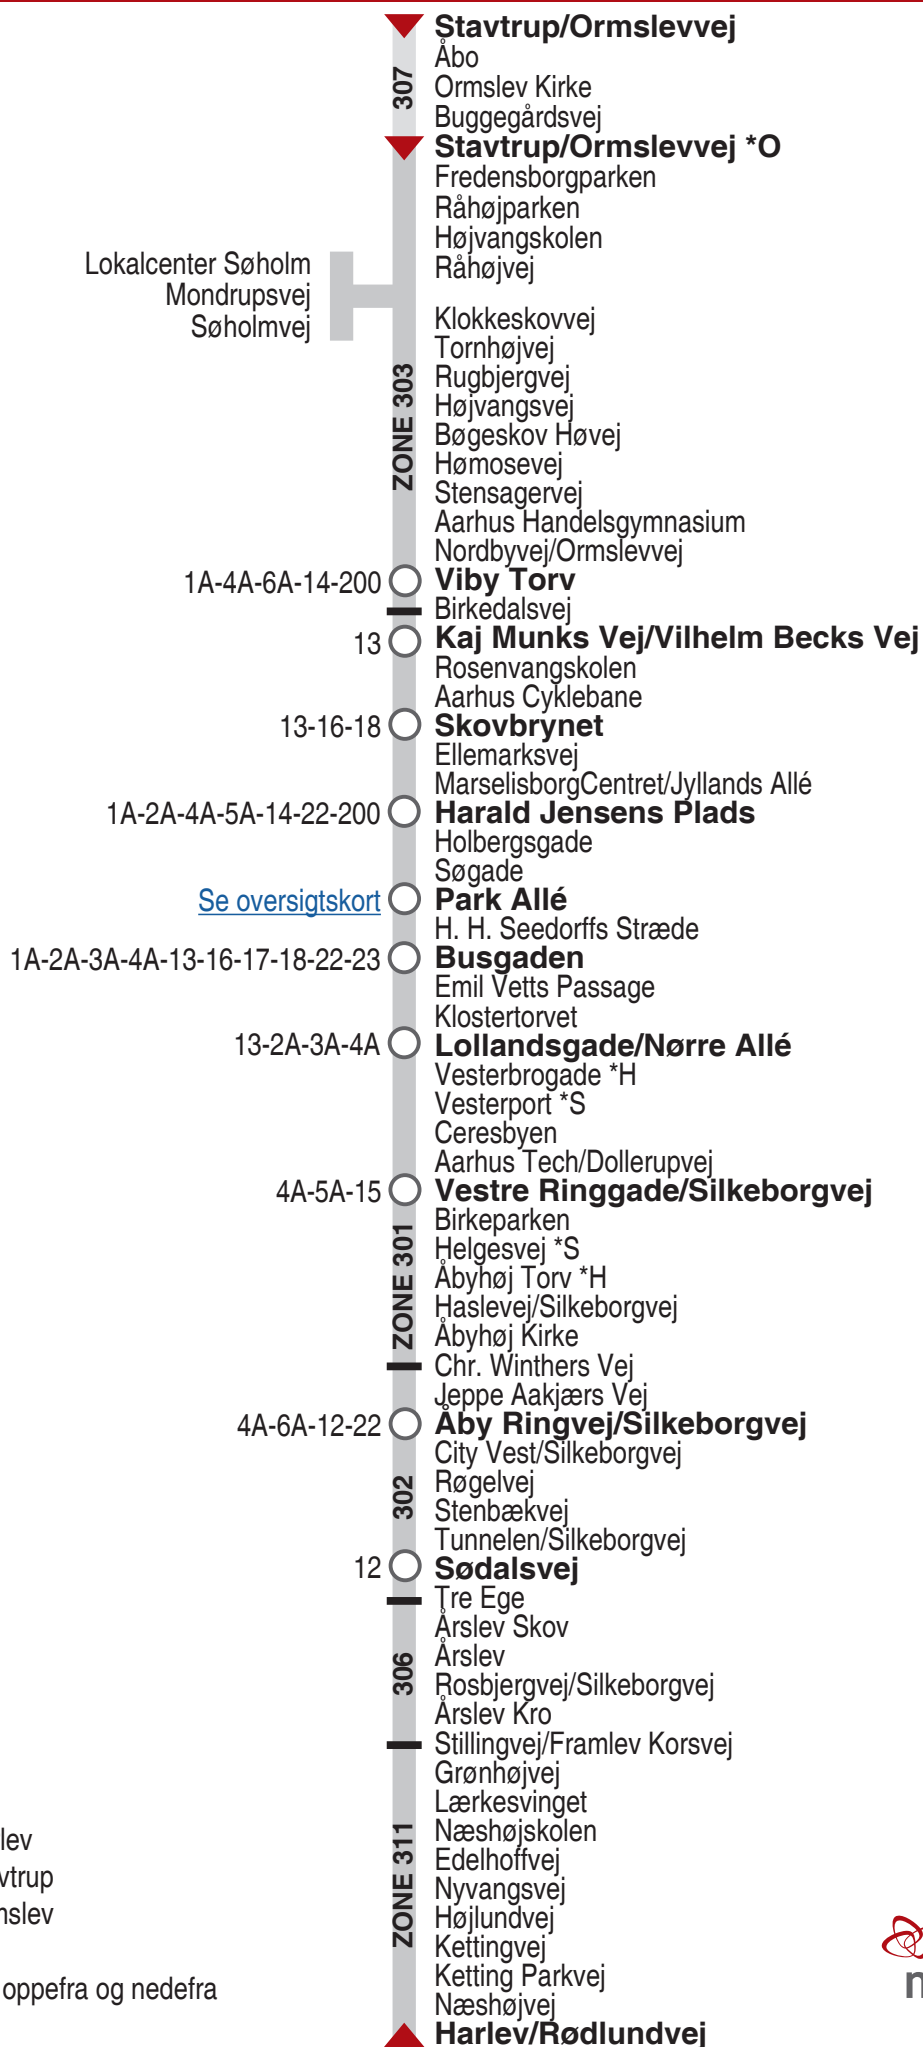 Stavtrup/Ormslevvej
Åbo
307
Ormslev Kirke
Buggegårdsvej
Stavtrup/Ormslevvej *O
Fredensborgparken
Råhøjparken
Højvangskolen
Råhøjvej
Lokalcenter Søholm
Mondrupsvej
Søholmvej
Klokkeskovvej
Tornhøjvej
Rugbjergvej
Højvangsvej
ZONE 303
Bøgeskov Høvej
Hømosevej
Stensagervej
Aarhus Handelsgymnasium
Nordbyvej/Ormslevvej
1A-4A-6A-14-200 Viby Torv
Birkedalsvej
13 Kaj Munks Vej/Vilhelm Becks Vej
Rosenvangskolen
Aarhus Cyklebane
13-16-18 Skovbrynet
Ellemarksvej
MarselisborgCentret/Jyllands Allé
1A-2A-4A-5A-14-22-200 Harald Jensens Plads
Holbergsgade
Søgade
Se oversigtskort Park Allé
H. H. Seedorffs Stræde
1A-2A-3A-4A-13-16-17-18-22-23 Busgaden
Emil Vetts Passage
Klostertorvet
13-2A-3A-4A Lollandsgade/Nørre Allé
Vesterbrogade *H
Vesterport *S
Ceresbyen
Aarhus Tech/Dollerupvej
4A-5A-15 Vestre Ringgade/Silkeborgvej
Birkeparken
Helgesvej *S
Åbyhøj Torv *H
ZONE 301
Haslevej/Silkeborgvej
Åbyhøj Kirke
Chr. Winthers Vej
Jeppe Aakjærs Vej
4A-6A-12-22 Åby Ringvej/Silkeborgvej
City Vest/Silkeborgvej
Røgelvej
302
Stenbækvej
Tunnelen/Silkeborgvej
12 Sødalsvej
Tre Ege
Årslev Skov
Årslev
306
Rosbjergvej/Silkeborgvej
Årslev Kro
Stillingvej/Framlev Korsvej
Grønhøjvej
Lærkesvinget
Næshøjskolen
Edelhoffvej
Nyvangsvej
ZONE 311
Højlundvej
Kettingvej
Ketting Parkvej
Næshøjvej
Harlev/Rødlundvej
lev
vtrup
nslev
oppefra og nedefra